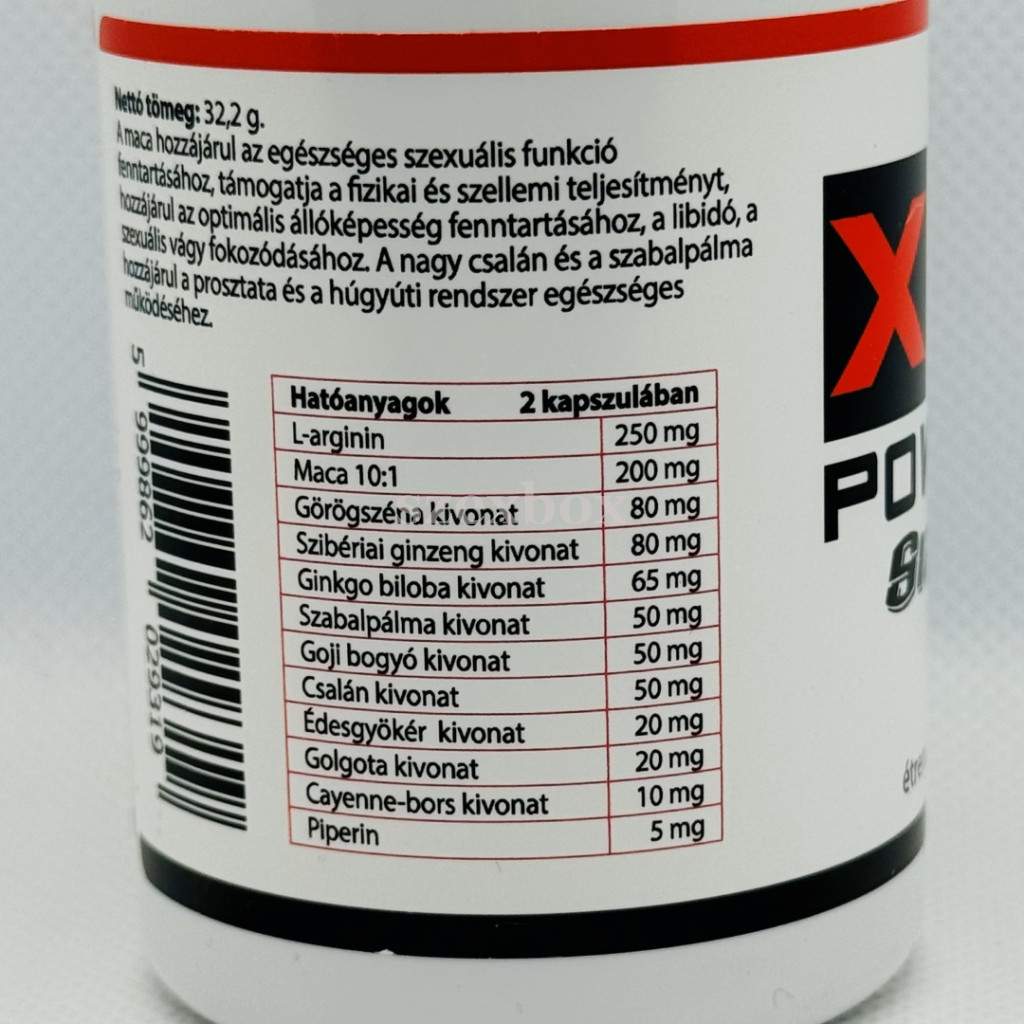 Nettó tömeg: 32,2 g.
A maca hozzájárul az egészséges szexuális funkció
fenntartásához, támogatja a fizikai és szellemi teljesítményt,
hozzájárul az optimális állóképesség fenntartásához, a libidó, a
szexuális vágy fokozódásához. A nagy csalán és a szabalpálma
hozzájárul a prosztata és a húgyúti rendszer egészséges
működéséhez.
5 999862 029319
Hatóanyagok 2 kapszulában
L-arginin 250 mg
Maca 10:1 200 mg
Görögszéna kivonat 80 mg
Szibériai ginzeng kivonat 80 mg
Ginkgo biloba kivonat 65 mg
Szabalpálma kivonat 50 mg
Goji bogyó kivonat 50 mg
Csalán kivonat 50 mg
Édesgyökér kivonat 20 mg
Golgota kivonat 20 mg
Cayenne-bors kivonat 10 mg
Piperin 5 mg
X